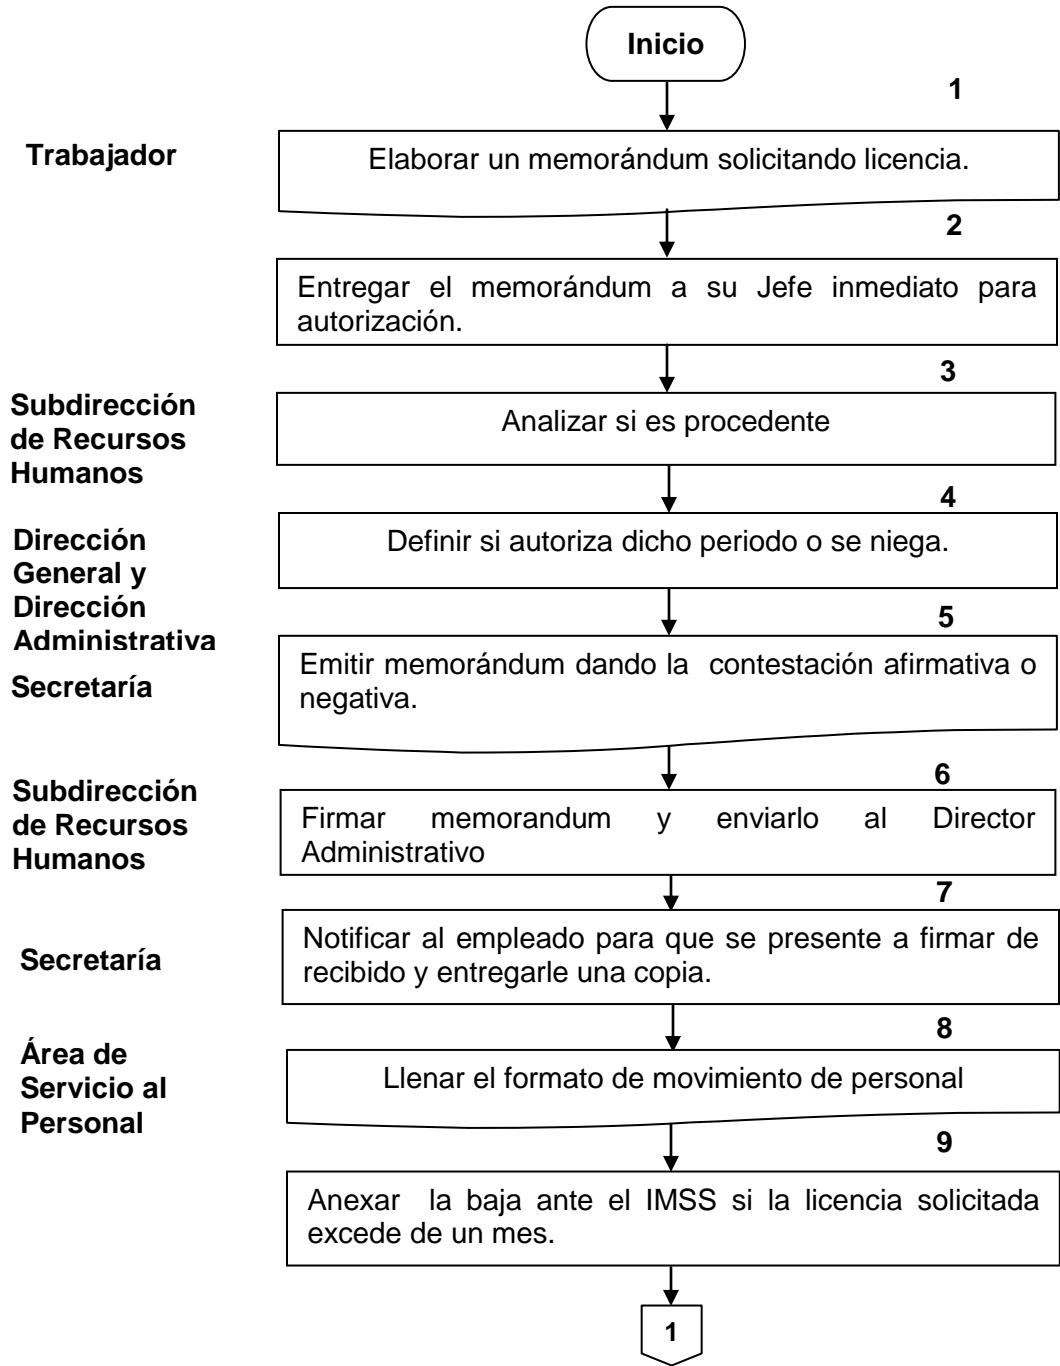 Inicio
1
Trabajador
Elaborar un memorándum solicitando licencia.
2
Entregar el memorándum a su Jefe inmediato para
autorización.
3
Subdirección
de Recursos
Humanos
Analizar si es procedente
4
Dirección
General y
Dirección
Administrativa
Definir si autoriza dicho periodo o se niega.
5
Secretaría
Emitir memorándum dando la contestación afirmativa o
negativa.
6
Subdirección
de Recursos
Humanos
Firmar memorandum y enviarlo al Director
Administrativo
7
Secretaría
Notificar al empleado para que se presente a firmar de
recibido y entregarle una copia.
8
Área de
Servicio al
Personal
Llenar el formato de movimiento de personal
9
Anexar la baja ante el IMSS si la licencia solicitada
excede de un mes.
1